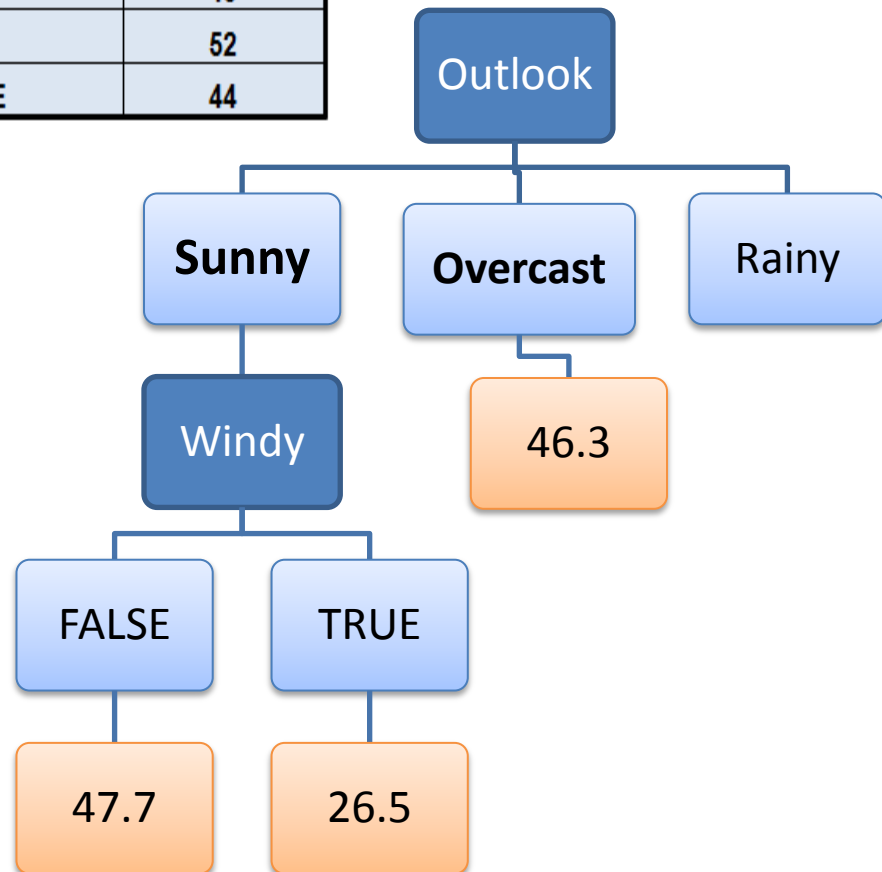 52
44
Outlook
Sunny
Overcast
Rainy
Windy
46.3
FALSE
TRUE
47.7
26.5